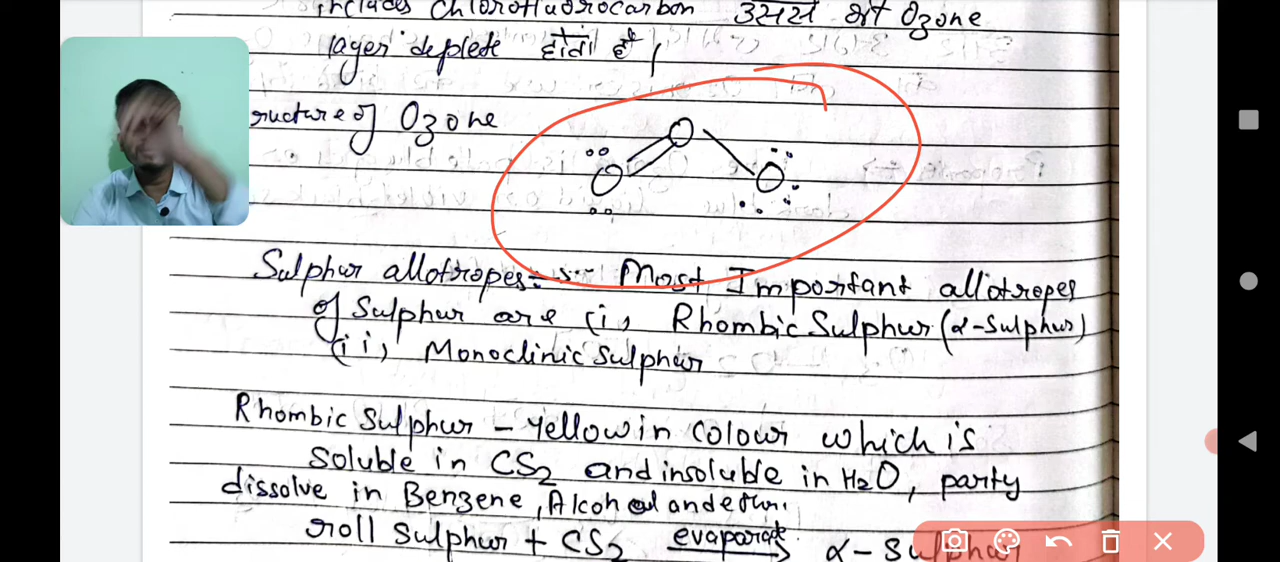 includes Chlorofluorocarbon उससे भी Ozone
layer deplete होता है,
ructure of Ozone
O
O O
Sulphur allotropes:- Most Important allotropes
of Sulphur are (i, Rhombic Sulphur (α-Sulphur)
(ii, Monoclinic Sulphur
Rhombic Sulphur - Yellow in Colour which is
Soluble in CS2 and insoluble in H2O, party
dissolve in Benzene, Alcohol and ether.
roll Sulphur + CS2 evaporate α-Sulphur